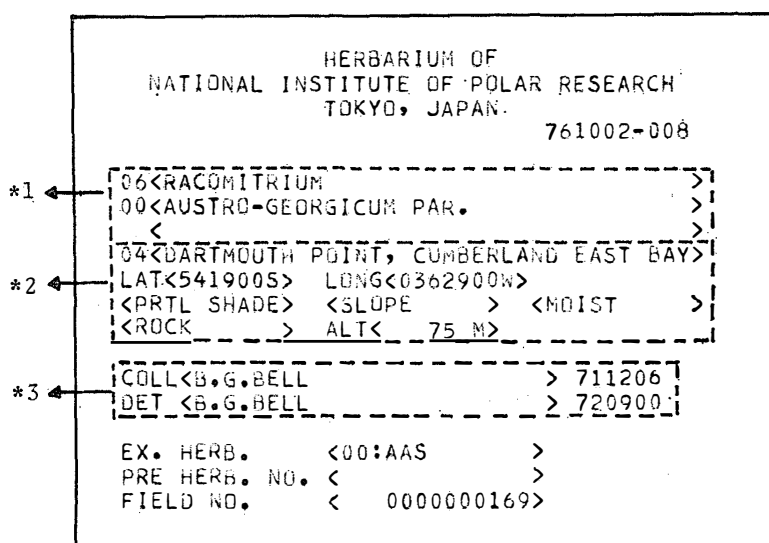 HERBARIUM OF
NATIONAL INSTITUTE OF POLAR RESEARCH
TOKYO, JAPAN.
761002-008
*1
06<RACOMITRIUM >
00<AUSTRO-GEORGICUM PAR. >
< >
*2
04<DARTMOUTH POINT, CUMBERLAND EAST BAY>
LAT<541900S> LONG<0362900W>
<PRTL SHADE> <SLOPE > <MOIST >
<ROCK > ALT< 75 M>
*3
COLL<B.G.BELL > 711206
DET <B.G.BELL > 720900
EX. HERB. <00:AAS >
PRE HERB. NO. < >
FIELD NO. < 0000000169>